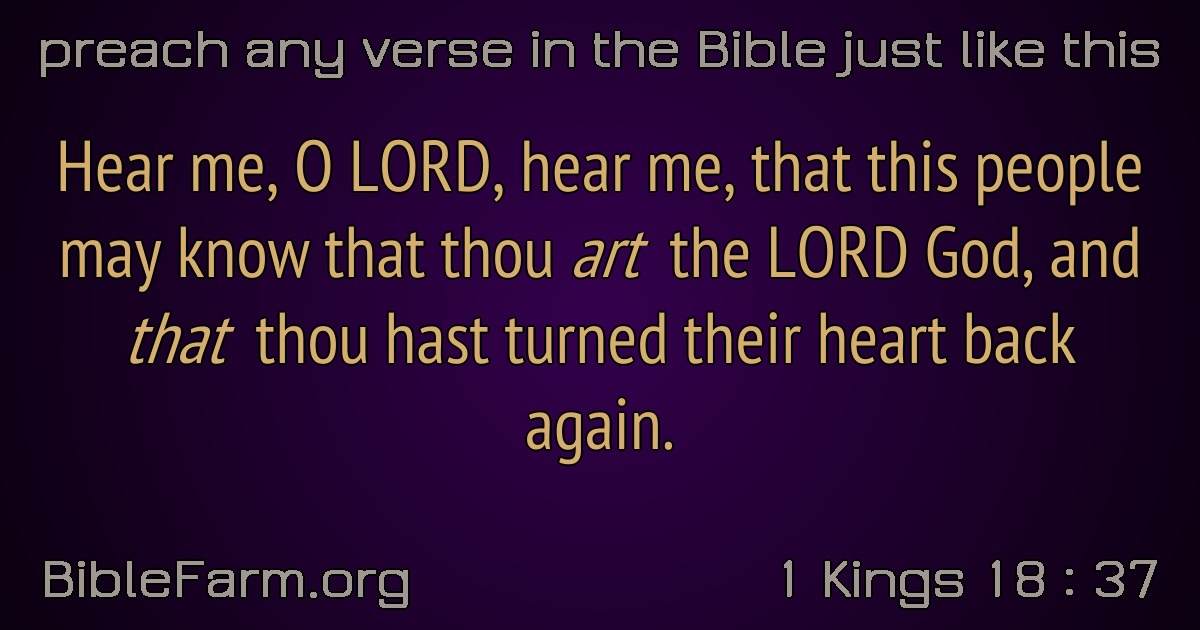 preach any verse in the Bible just like this
Hear me, O LORD, hear me, that this people
may know that thou art the LORD God, and
that thou hast turned their heart back
again.
BibleFarm.org
1 Kings 18 : 37